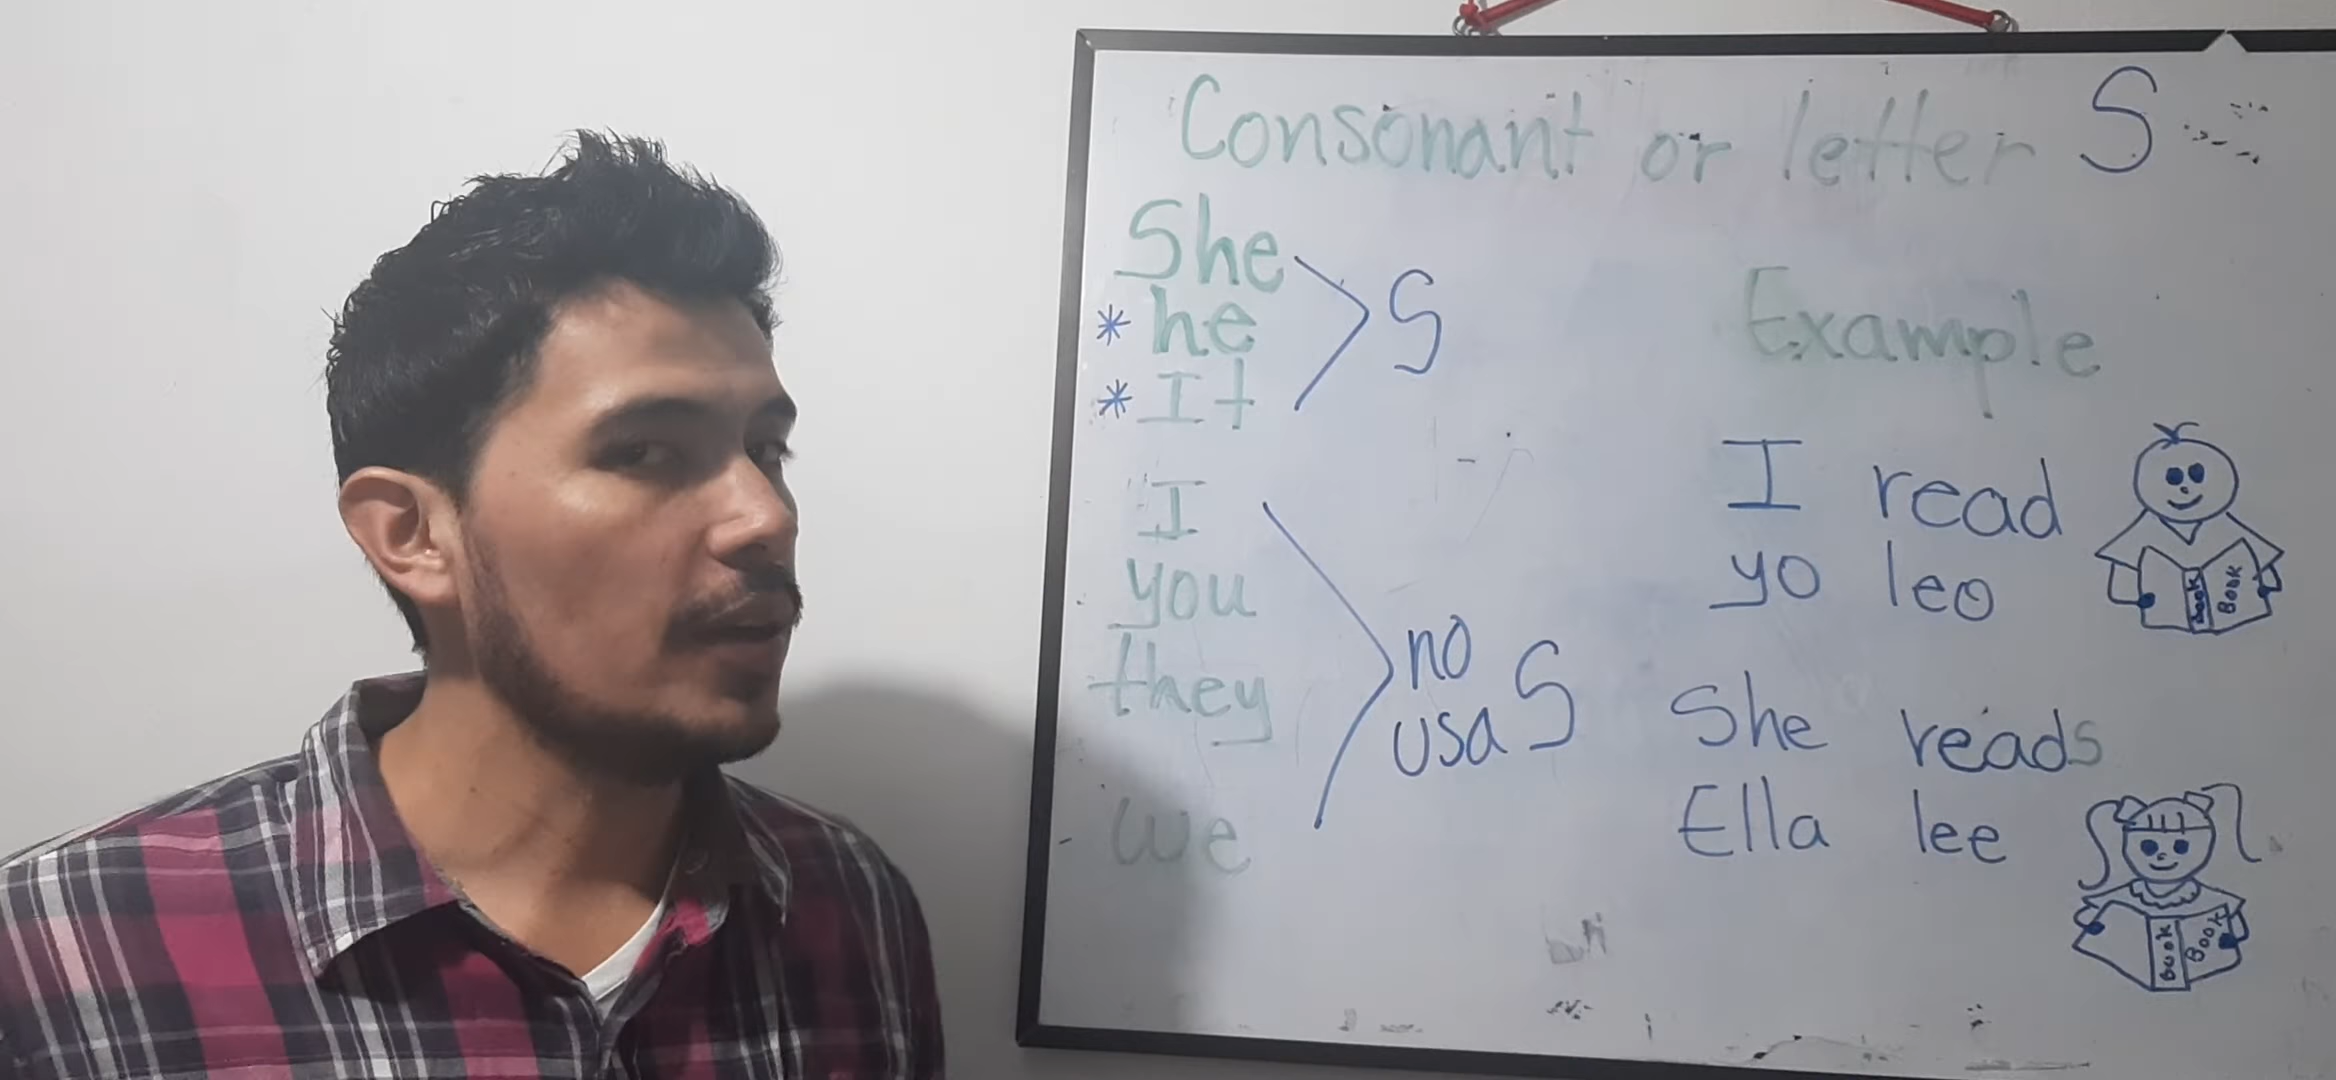 Consonant or letter S
She
* he
* It
S
I
you
they
we
no
usa S
Example
I read
yo leo
Book
BOOK
She reads
Ella lee
BOOK
BOOK